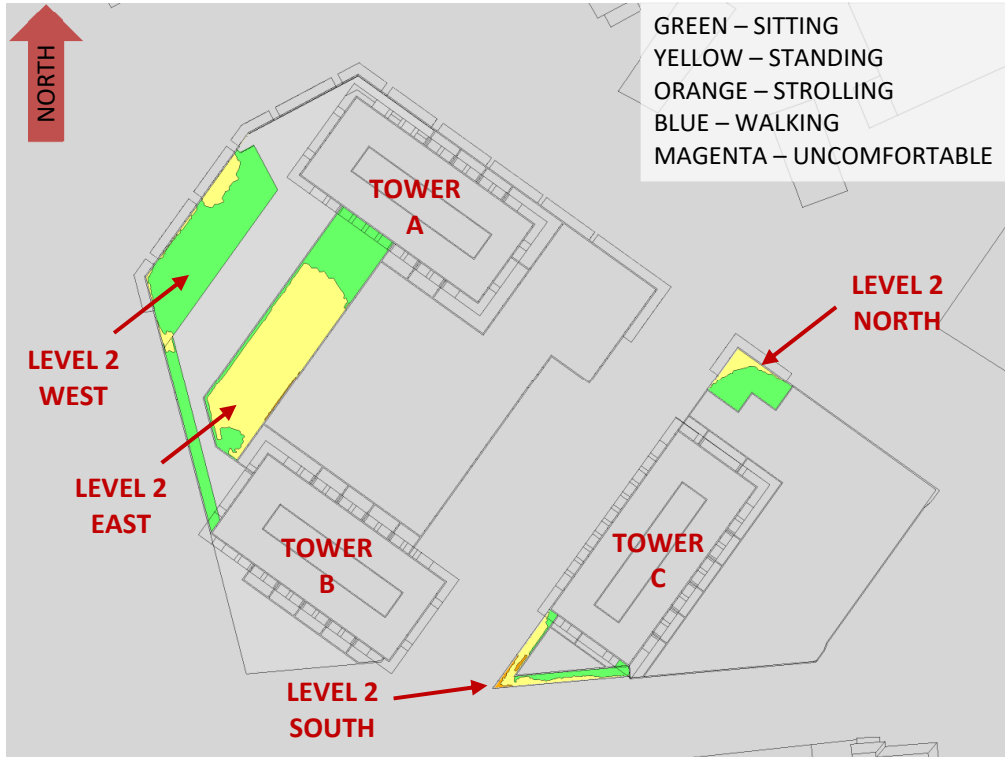 NORTH
GREEN – SITTING
YELLOW – STANDING
ORANGE – STROLLING
BLUE – WALKING
MAGENTA – UNCOMFORTABLE
TOWER
A
LEVEL 2
NORTH
LEVEL 2
WEST
LEVEL 2
EAST
TOWER
B
TOWER
C
LEVEL 2
SOUTH